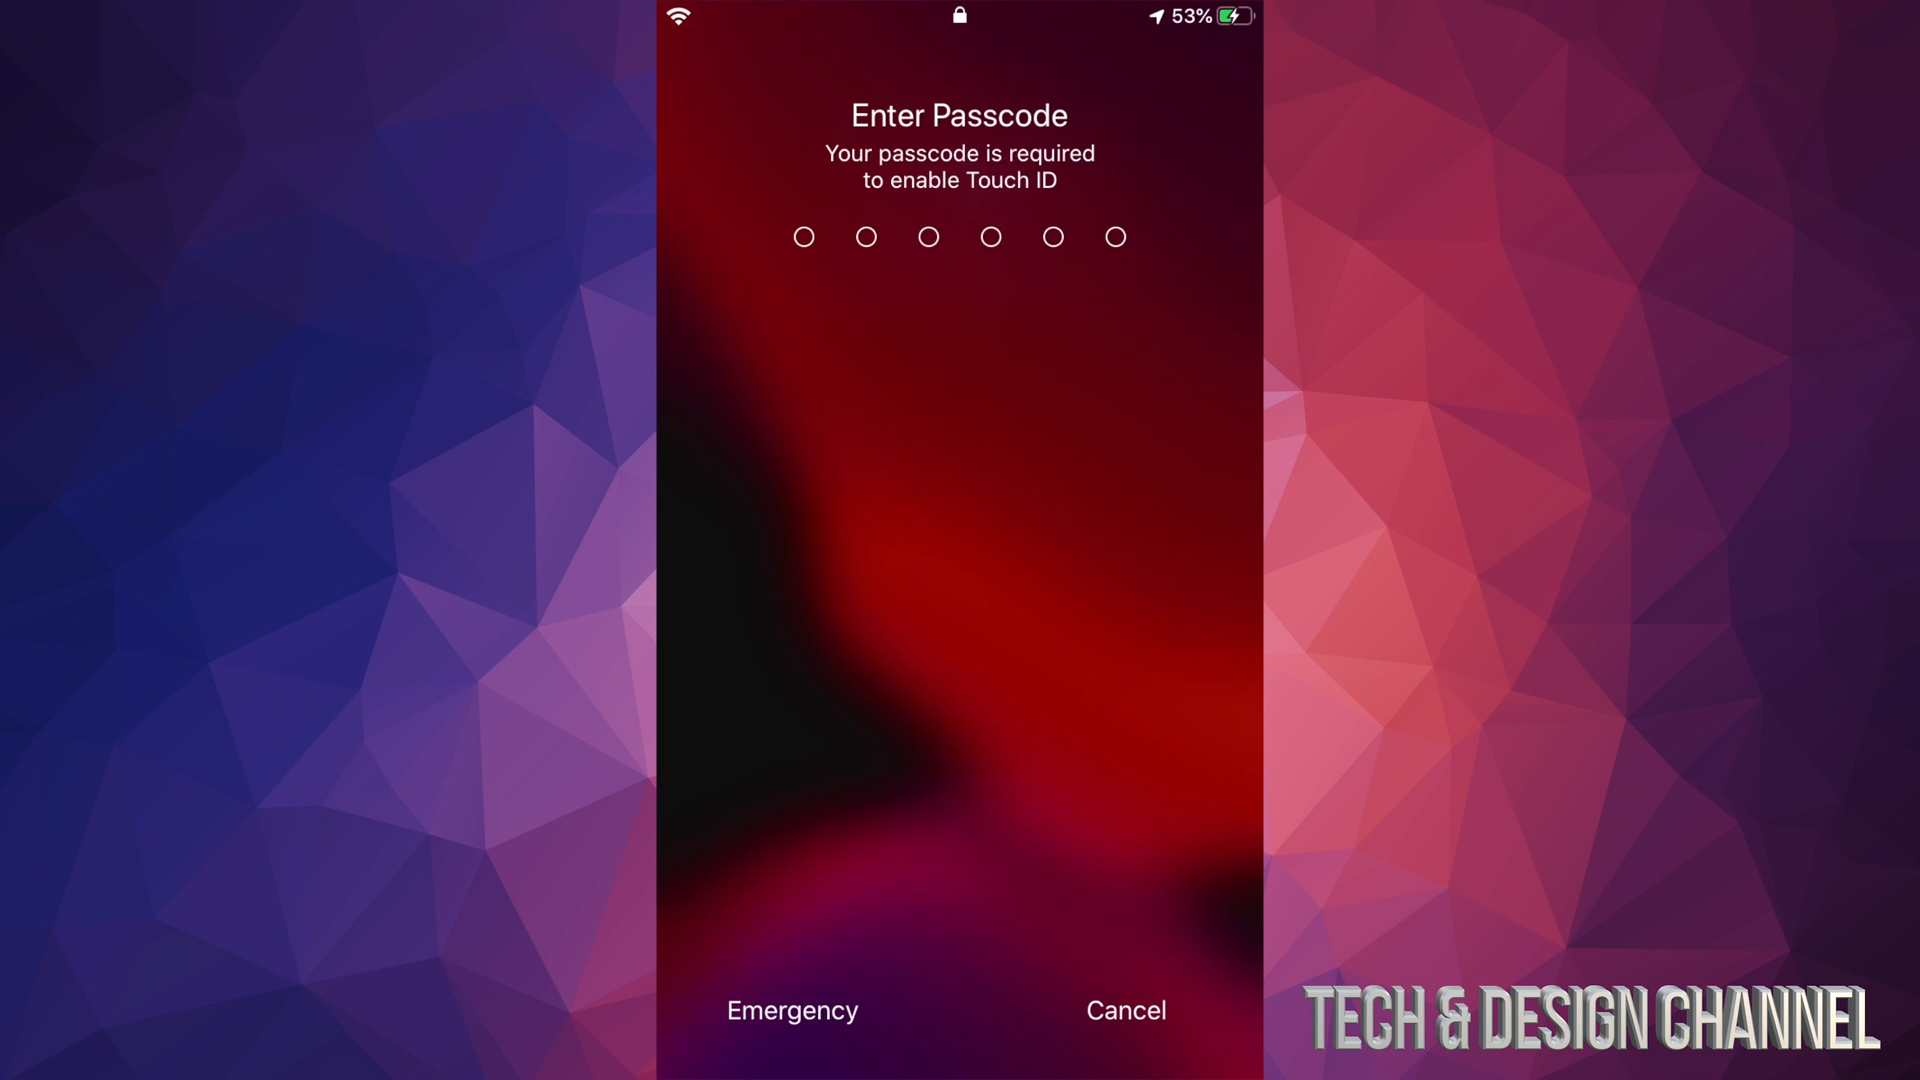 53%
Enter Passcode
Your passcode is required
to enable Touch ID
Emergency
Cancel
TECH & DESIGN CHANNEL